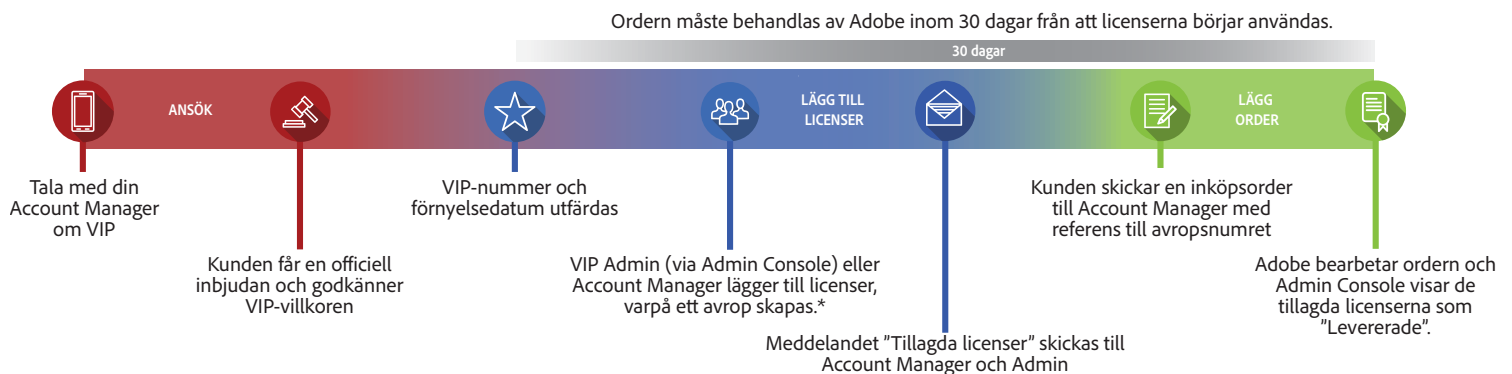 Ordern måste behandlas av Adobe inom 30 dagar från att licenserna börjar användas.
30 dagar
ANSÖK
LÄGG TILL
LICENSER
LÄGG
ORDER
Tala med din
Account Manager
om VIP
Kunden får en officiell
inbjudan och godkänner
VIP-villkoren
VIP-nummer och
förnyelsedatum utfärdas
VIP Admin (via Admin Console) eller
Account Manager lägger till licenser,
varpå ett avrop skapas.*
Meddelandet ”Tillagda licenser” skickas till
Account Manager och Admin
Kunden skickar en inköpsorder
till Account Manager med
referens till avropsnumret
Adobe bearbetar ordern och
Admin Console visar de
tillagda licenserna som
”Levererade”.